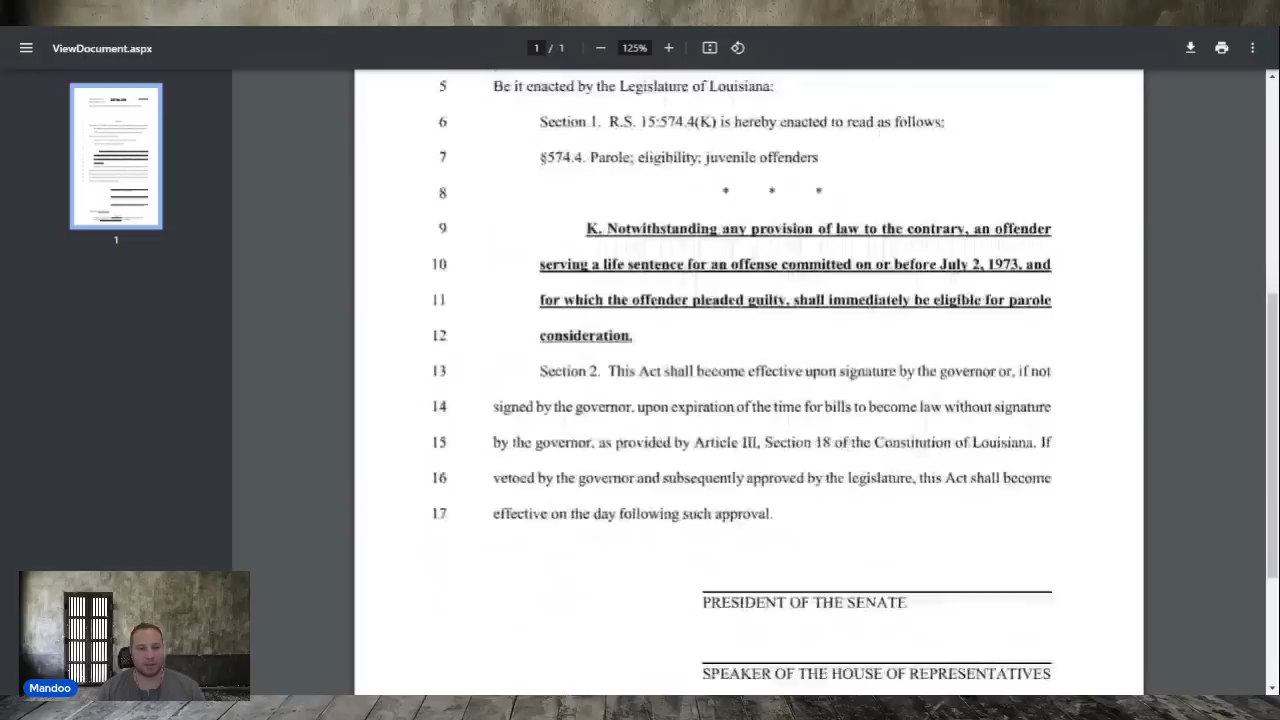 ViewDocument.aspx
1 / 1
125%
1
5 Be it enacted by the Legislature of Louisiana:
6 Section 1. R.S. 15:574.4(K) is hereby enacted to read as follows:
7 §574.4. Parole; eligibility; juvenile offenders
8 * * *
9 K. Notwithstanding any provision of law to the contrary, an offender
10 serving a life sentence for an offense committed on or before July 2, 1973, and
11 for which the offender pleaded guilty, shall immediately be eligible for parole
12 consideration.
13 Section 2. This Act shall become effective upon signature by the governor or, if not
14 signed by the governor, upon expiration of the time for bills to become law without signature
15 by the governor, as provided by Article III, Section 18 of the Constitution of Louisiana. If
16 vetoed by the governor and subsequently approved by the legislature, this Act shall become
17 effective on the day following such approval.
PRESIDENT OF THE SENATE
SPEAKER OF THE HOUSE OF REPRESENTATIVES
Mandoo